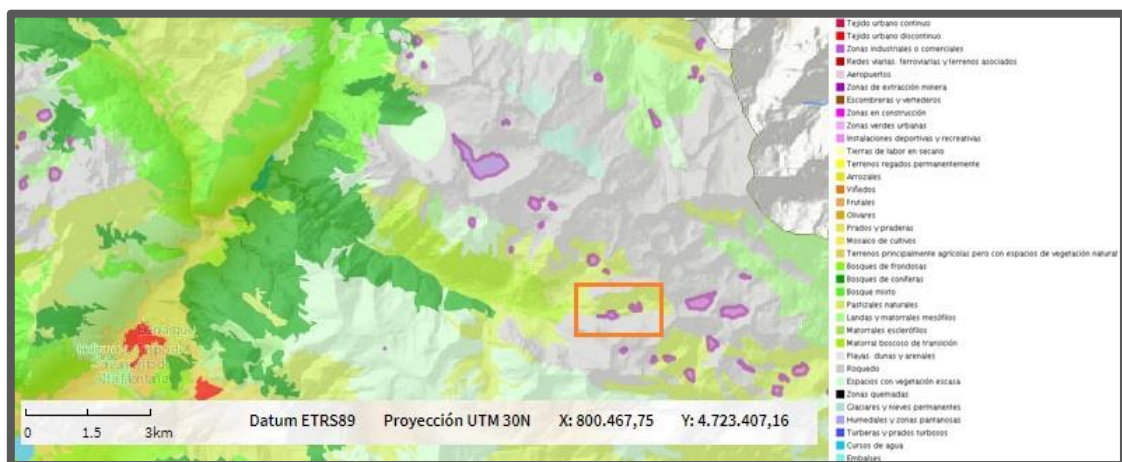 Tejido urbano continuo
Tejido urbano discontinuo
Zonas industriales o comerciales
Redes viarias, ferroviarias y terrenos asociados
Aeropuertos
Zonas de extracción minera
Escombreras y vertederos
Zonas en construcción
Zonas verdes urbanas
Instalaciones deportivas y recreativas
Tierras de labor en secano
Terrenos regados permanentemente
Arrozales
Viñedos
Frutales
Olivares
Prados y praderas
Mosaico de cultivos
Terrenos principalmente agrícolas pero con espacios de vegetación natural
Bosques de frondosas
Bosques de coníferas
Bosque mixto
Pastizales naturales
Landas y matorrales mesófilos
Matorrales esclerófilos
Matorral boscoso de transición
Playas, dunas y arenales
Roquedo
Espacios con vegetación escasa
Zonas quemadas
Glaciares y nieves permanentes
Humedales y zonas pantanosas
Turberas y prados turbosos
Cursos de agua
Embalses
Benasque
0 1.5 3km
Datum ETRS89 Proyección UTM 30N X: 800.467,75 Y: 4.723.407,16